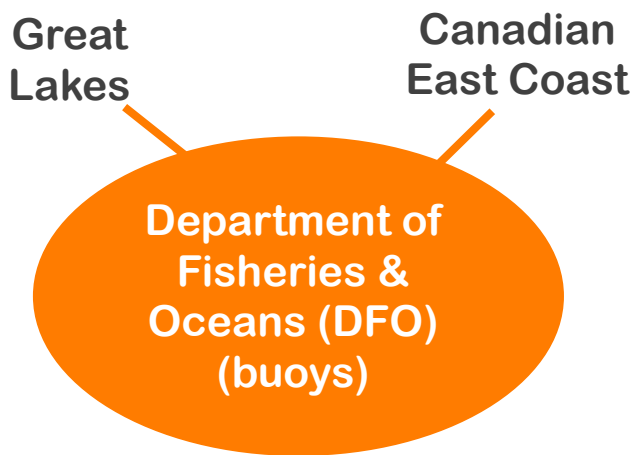 Great
Lakes
Canadian
East Coast
Department of
Fisheries &
Oceans (DFO)
(buoys)